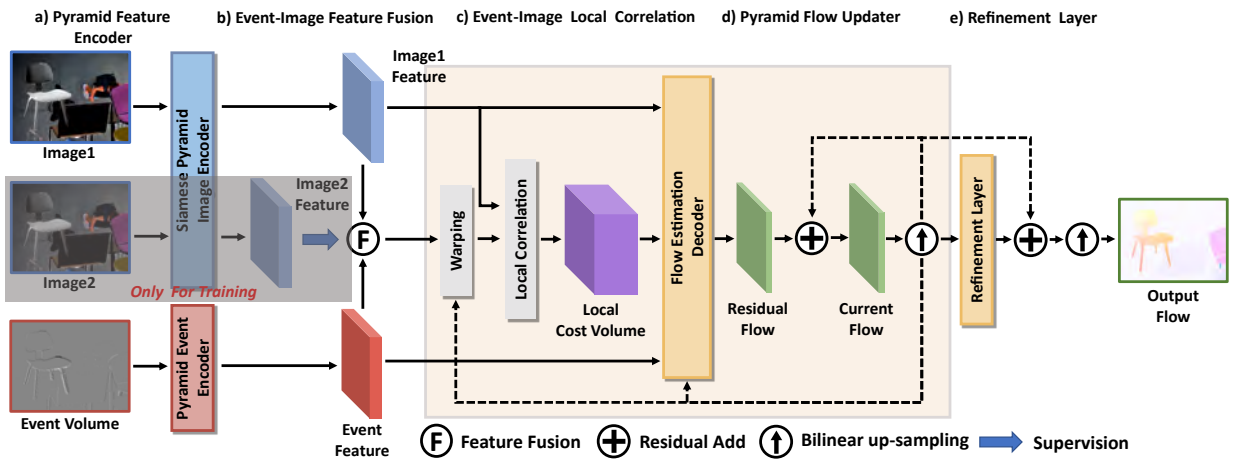 a) Pyramid Feature
Encoder
b) Event-Image Feature Fusion
c) Event-Image Local Correlation
d) Pyramid Flow Updater
e) Refinement Layer
Image1
Siamese Pyramid
Image Encoder
Image1
Feature
Image2
Image2
Feature
Only For Training
F
Event Volume
Pyramid Event
Encoder
Event
Feature
Warping
Local Correlation
Local
Cost Volume
Flow Estimation
Decoder
Residual
Flow
Current
Flow
Refinement Layer
Output
Flow
F Feature Fusion
Residual Add
Bilinear up-sampling
Supervision